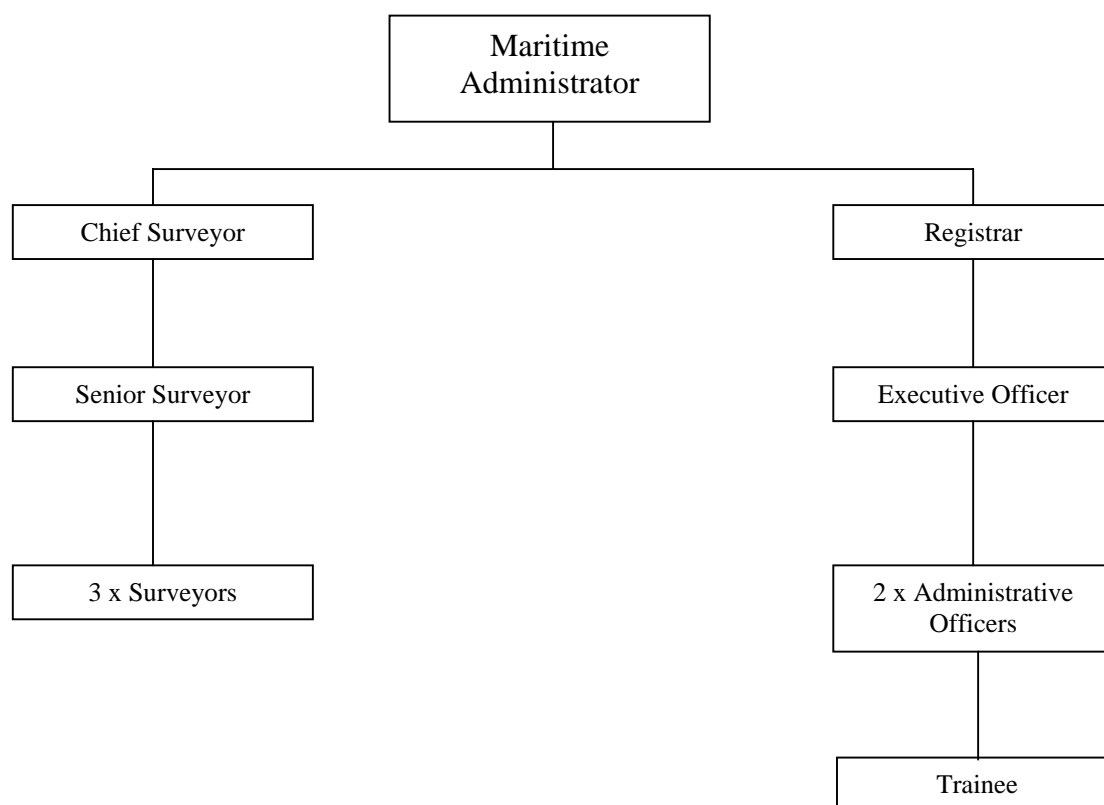 Maritime
Administrator
Chief Surveyor
Registrar
Senior Surveyor
Executive Officer
3 x Surveyors
2 x Administrative
Officers
Trainee